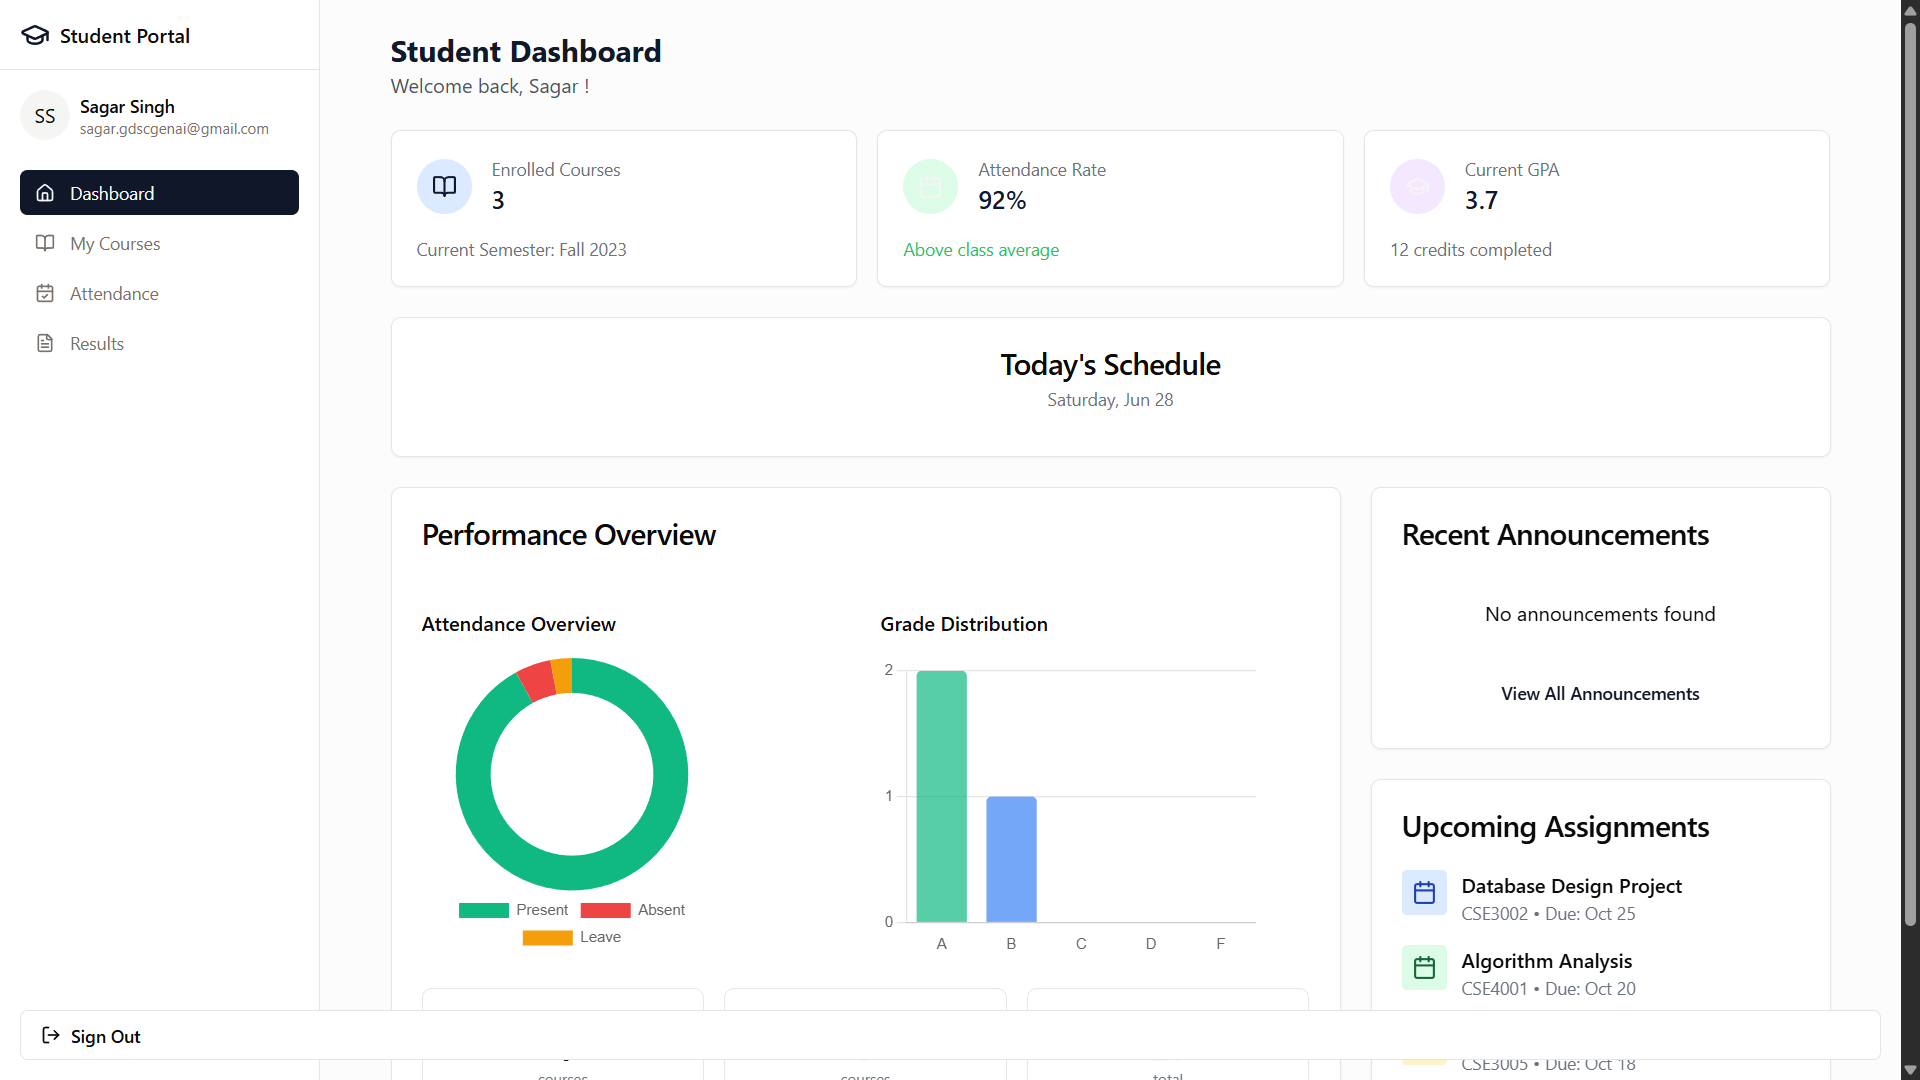 Student Portal
SS
Sagar Singh
sagar.gdscgenai@gmail.com
Dashboard
My Courses
Attendance
Results
Sign Out
Student Dashboard
Welcome back, Sagar !
Enrolled Courses
3
Current Semester: Fall 2023
Attendance Rate
92%
Above class average
Current GPA
3.7
12 credits completed
Today's Schedule
Saturday, Jun 28
Performance Overview
Attendance Overview
Present
Absent
Leave
Grade Distribution
2
1
0
A
B
C
D
F
courses
courses
total
Recent Announcements
No announcements found
View All Announcements
Upcoming Assignments
Database Design Project
CSE3002 • Due: Oct 25
Algorithm Analysis
CSE4001 • Due: Oct 20
CSE3005 • Due: Oct 18